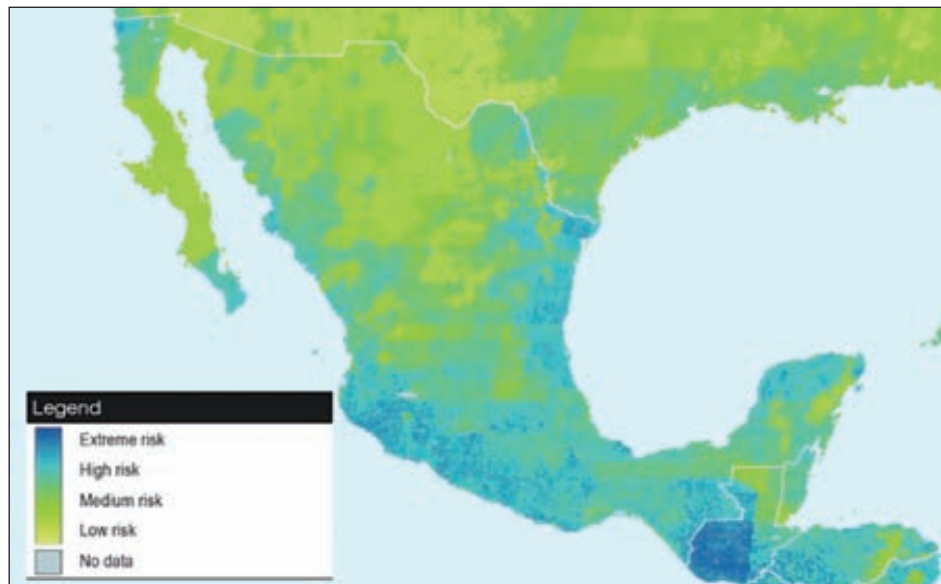 Legend
Extreme risk
High risk
Medium risk
Low risk
No data